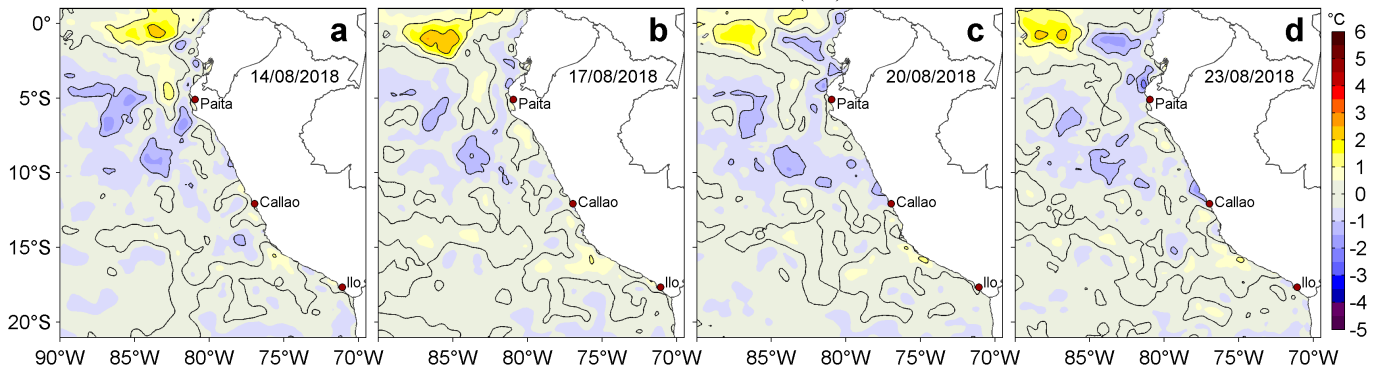 a b c d °C
0° 6
5
14/08/2018 17/08/2018 20/08/2018 23/08/2018 4
3
5°S Paita Paita Paita Paita 2
1
10°S 0
-1
Callao Callao Callao Callao
15°S -2
-3
Ilo Ilo Ilo Ilo -4
20°S -5
90°W 85°W 80°W 75°W 70°W 85°W 80°W 75°W 70°W 85°W 80°W 75°W 70°W 85°W 80°W 75°W 70°W